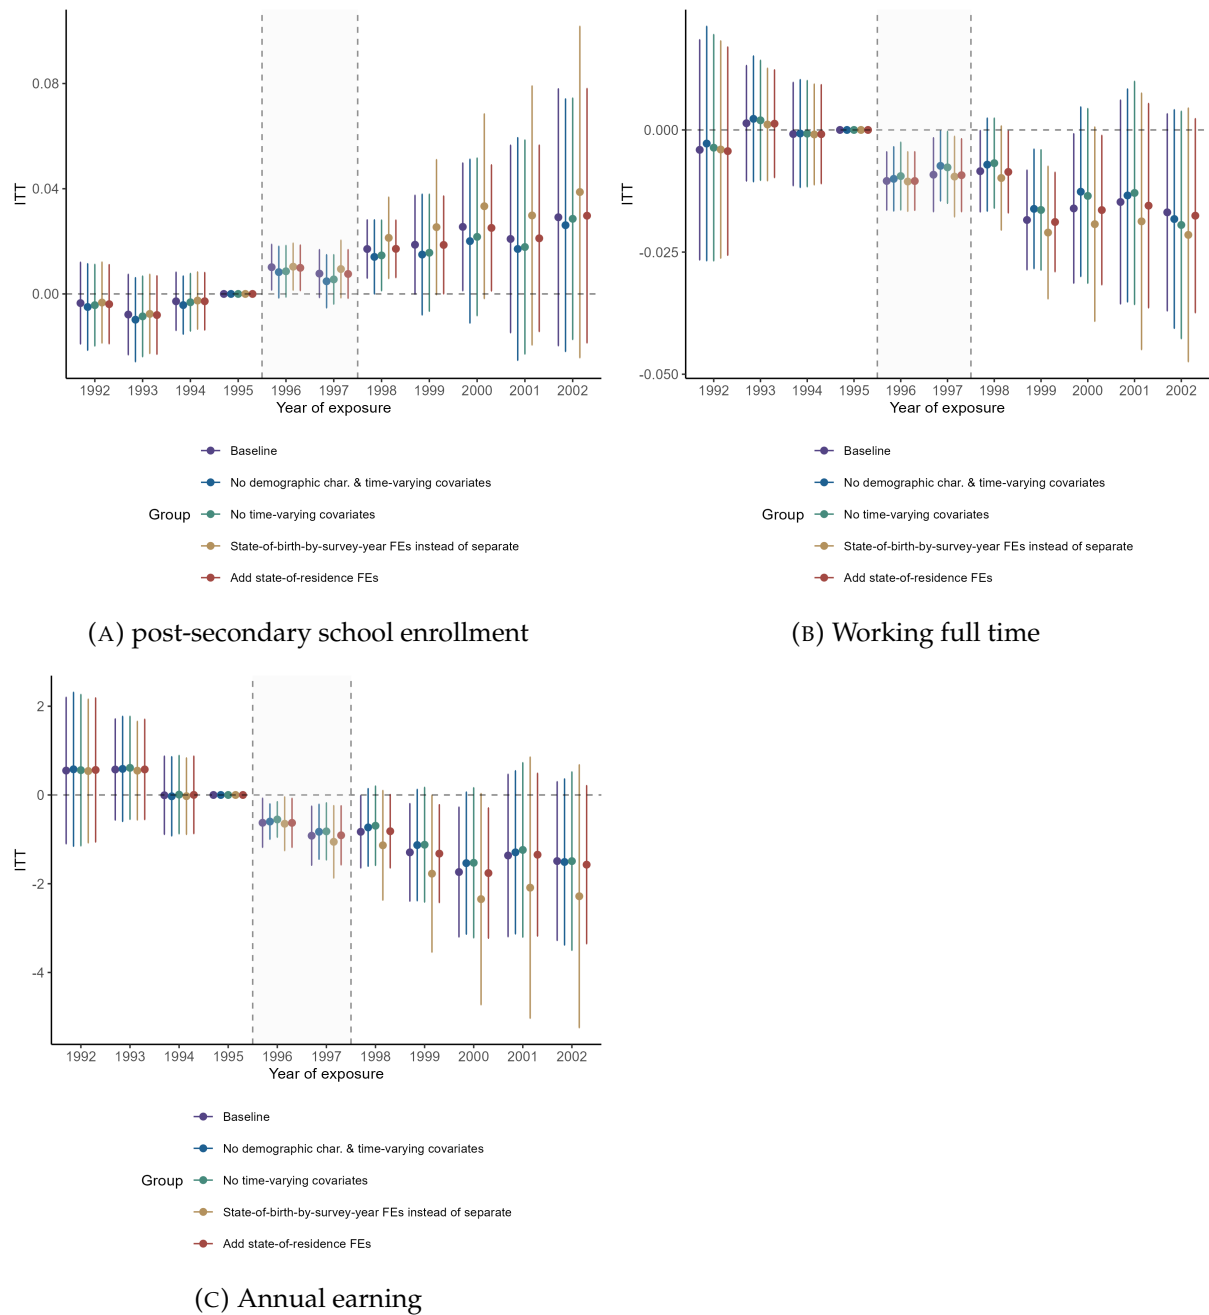 0.08
0.04
0.00
ITT
1992 1993 1994 1995 1996 1997 1998 1999 2000 2001 2002
Year of exposure
Group
Baseline
No demographic char. & time-varying covariates
No time-varying covariates
State-of-birth-by-survey-year FEs instead of separate
Add state-of-residence FEs
(A) post-secondary school enrollment
0.000
-0.025
-0.050
ITT
1992 1993 1994 1995 1996 1997 1998 1999 2000 2001 2002
Year of exposure
Group
Baseline
No demographic char. & time-varying covariates
No time-varying covariates
State-of-birth-by-survey-year FEs instead of separate
Add state-of-residence FEs
(B) Working full time
2
0
-2
-4
ITT
1992 1993 1994 1995 1996 1997 1998 1999 2000 2001 2002
Year of exposure
Group
Baseline
No demographic char. & time-varying covariates
No time-varying covariates
State-of-birth-by-survey-year FEs instead of separate
Add state-of-residence FEs
(C) Annual earning